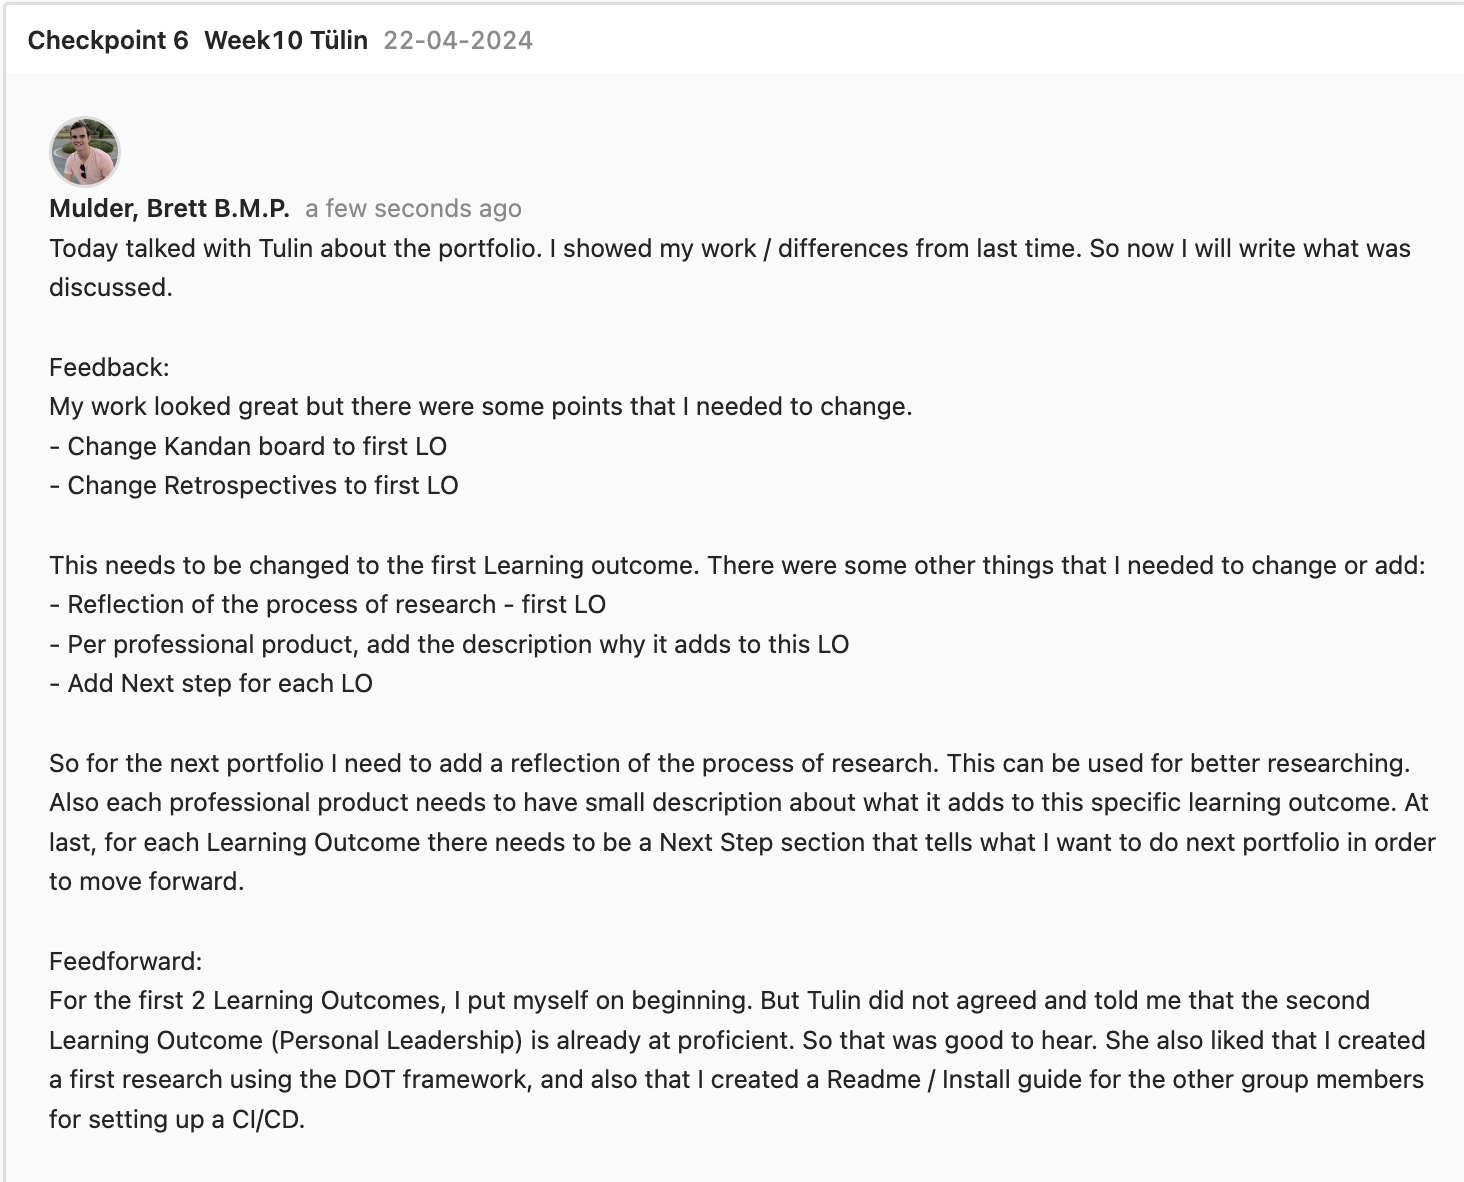 Checkpoint 6 Week10 Tülin 22-04-2024
Mulder, Brett B.M.P. a few seconds ago
Today talked with Tulin about the portfolio. I showed my work / differences from last time. So now I will write what was
discussed.
Feedback:
My work looked great but there were some points that I needed to change.
- Change Kandan board to first LO
- Change Retrospectives to first LO
This needs to be changed to the first Learning outcome. There were some other things that I needed to change or add:
- Reflection of the process of research - first LO
- Per professional product, add the description why it adds to this LO
- Add Next step for each LO
So for the next portfolio I need to add a reflection of the process of research. This can be used for better researching.
Also each professional product needs to have small description about what it adds to this specific learning outcome. At
last, for each Learning Outcome there needs to be a Next Step section that tells what I want to do next portfolio in order
to move forward.
Feedforward:
For the first 2 Learning Outcomes, I put myself on beginning. But Tulin did not agreed and told me that the second
Learning Outcome (Personal Leadership) is already at proficient. So that was good to hear. She also liked that I created
a first research using the DOT framework, and also that I created a Readme / Install guide for the other group members
for setting up a CI/CD.